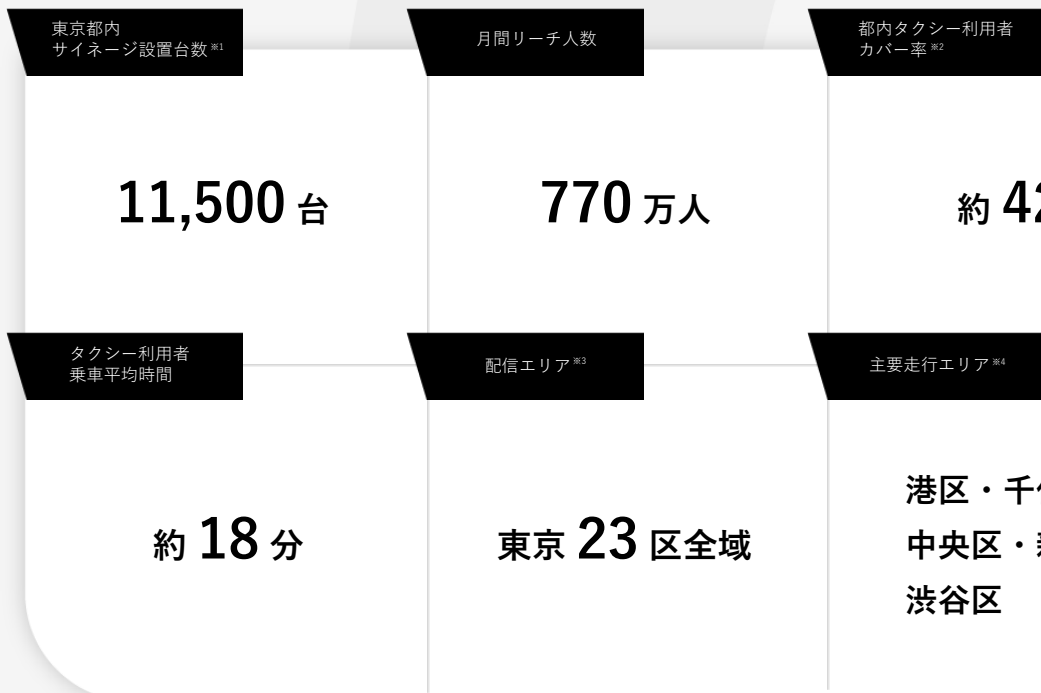 東京都内
サイネージ設置台数※1
11,500 台
月間リーチ人数
770 万人
都内タクシー利用者
カバー率※2
約 42
タクシー利用者
乗車平均時間
約 18 分
配信エリア※3
東京 23 区全域
主要走行エリア※4
港区・千
中央区・
渋谷区